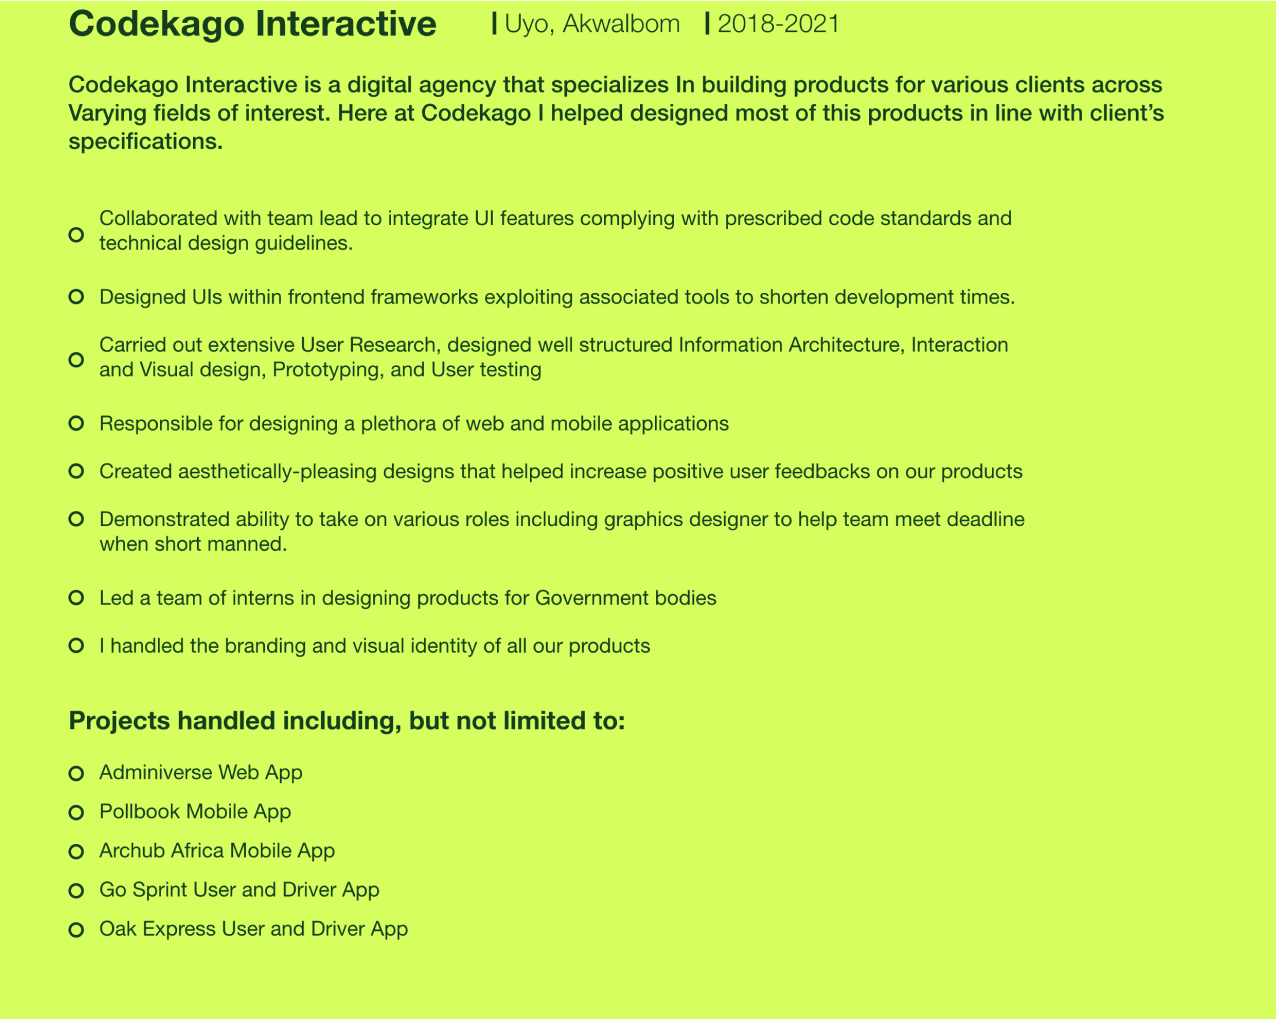 Codekago Interactive | Uyo, Akwalbom | 2018-2021
Codekago Interactive is a digital agency that specializes In building products for various clients across
Varying fields of interest. Here at Codekago I helped designed most of this products in line with client’s
specifications.
Collaborated with team lead to integrate UI features complying with prescribed code standards and
technical design guidelines.
Designed UIs within frontend frameworks exploiting associated tools to shorten development times.
Carried out extensive User Research, designed well structured Information Architecture, Interaction
and Visual design, Prototyping, and User testing
Responsible for designing a plethora of web and mobile applications
Created aesthetically-pleasing designs that helped increase positive user feedbacks on our products
Demonstrated ability to take on various roles including graphics designer to help team meet deadline
when short manned.
Led a team of interns in designing products for Government bodies
I handled the branding and visual identity of all our products
Projects handled including, but not limited to:
Adminiverse Web App
Pollbook Mobile App
Archub Africa Mobile App
Go Sprint User and Driver App
Oak Express User and Driver App